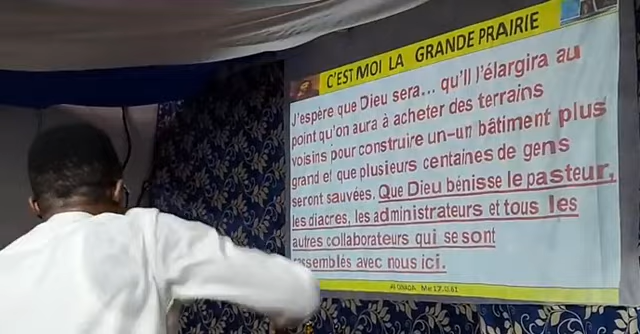 C'EST MOI LA GRANDE PRAIRIE
J'espère que Dieu sera... qu'Il l'élargira au
point qu'on aura à acheter des terrains
voisins pour construire un-un bâtiment plus
grand et que plusieurs centaines de gens
seront sauvées. Que Dieu bénisse le pasteur,
les diacres, les administrateurs et tous les
autres collaborateurs qui se sont
rassemblés avec nous ici.